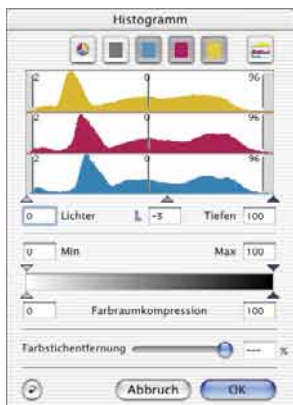 Histogramm
2 0 96
2 0 96
2 0 96
0 Lichter L -3 Tiefen 100
0 Min Max 100
0 Farbraumkompression 100
Farbstichentfernung --- %
Abbruch OK